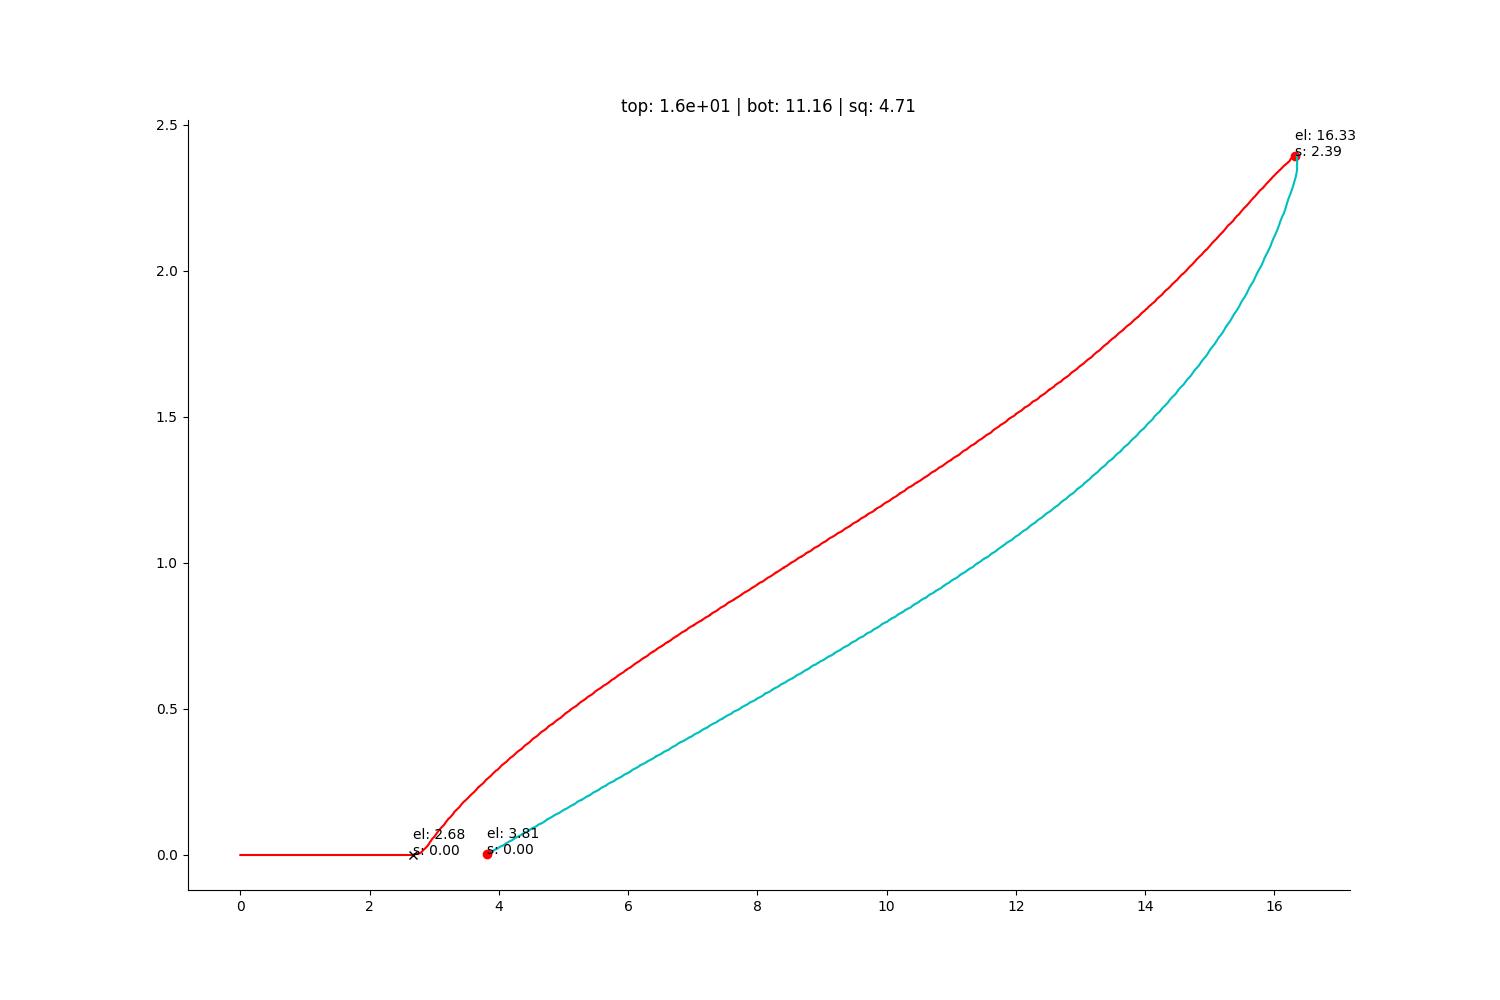 top: 1.6e+01 | bot: 11.16 | sq: 4.71
2.5
2.0
1.5
1.0
0.5
0.0
el: 16.33
s: 2.39
el: 2.68
s: 0.00
el: 3.81
s: 0.00
0 2 4 6 8 10 12 14 16